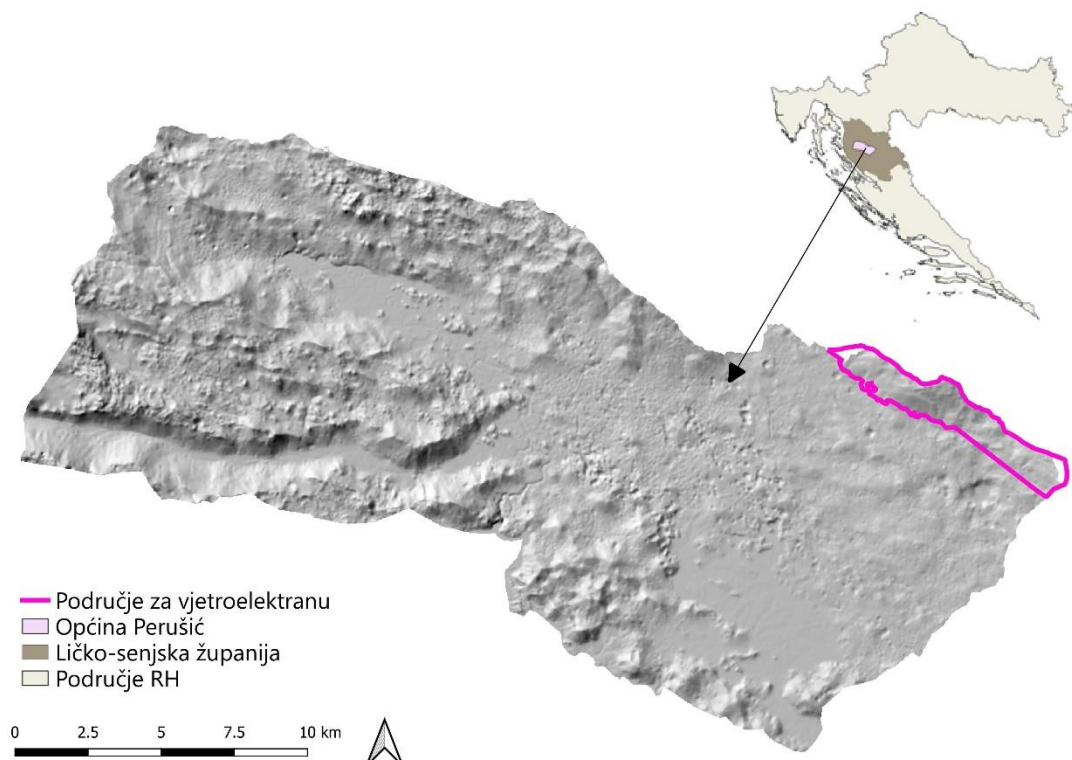 Područje za vjetroelektranu
Općina Perušić
Ličko-senjska županija
Područje RH
0 2.5 5 7.5 10 km